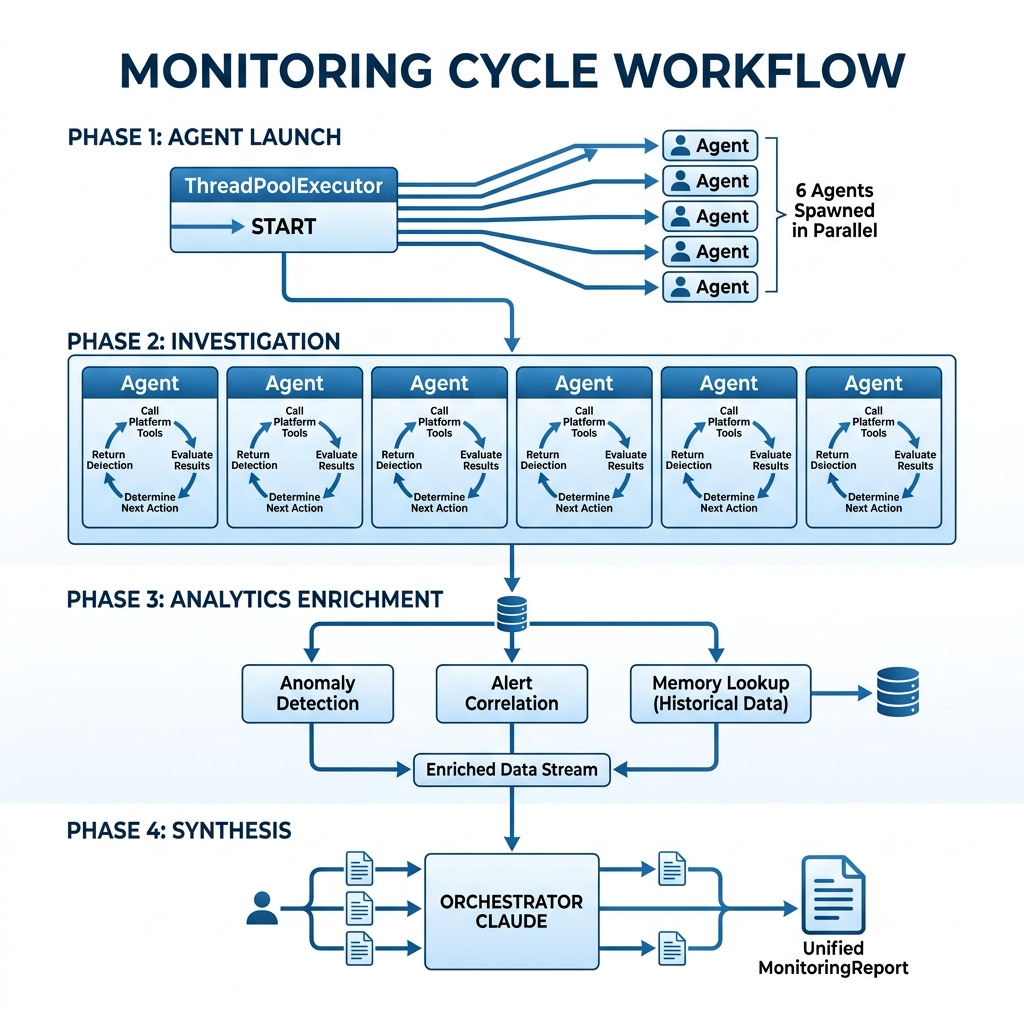 MONITORING CYCLE WORKFLOW
PHASE 1: AGENT LAUNCH
ThreadPoolExecutor
START
Agent
Agent
Agent
Agent
Agent
6 Agents
Spawned
in Parallel
PHASE 2: INVESTIGATION
Agent
Call
Platform
Tools
Evaluate
Results
Determine
Next Action
Return
Detection
Agent
Call
Platform
Tools
Evaluate
Results
Determine
Next Action
Return
Detection
Agent
Call
Platform
Tools
Evaluate
Results
Determine
Next Action
Return
Agent
Call
Platform
Tools
Evaluate
Results
Determine
Next Action
Return
Agent
Call
Platform
Tools
Evaluate
Results
Determine
Next Action
Return
Agent
Call
Platform
Tools
Evaluate
Results
Determine
Next Action
Return
PHASE 3: ANALYTICS ENRICHMENT
Anomaly
Detection
Alert
Correlation
Memory Lookup
(Historical Data)
Enriched Data Stream
PHASE 4: SYNTHESIS
ORCHESTRATOR
CLAUDE
Unified
MonitoringReport